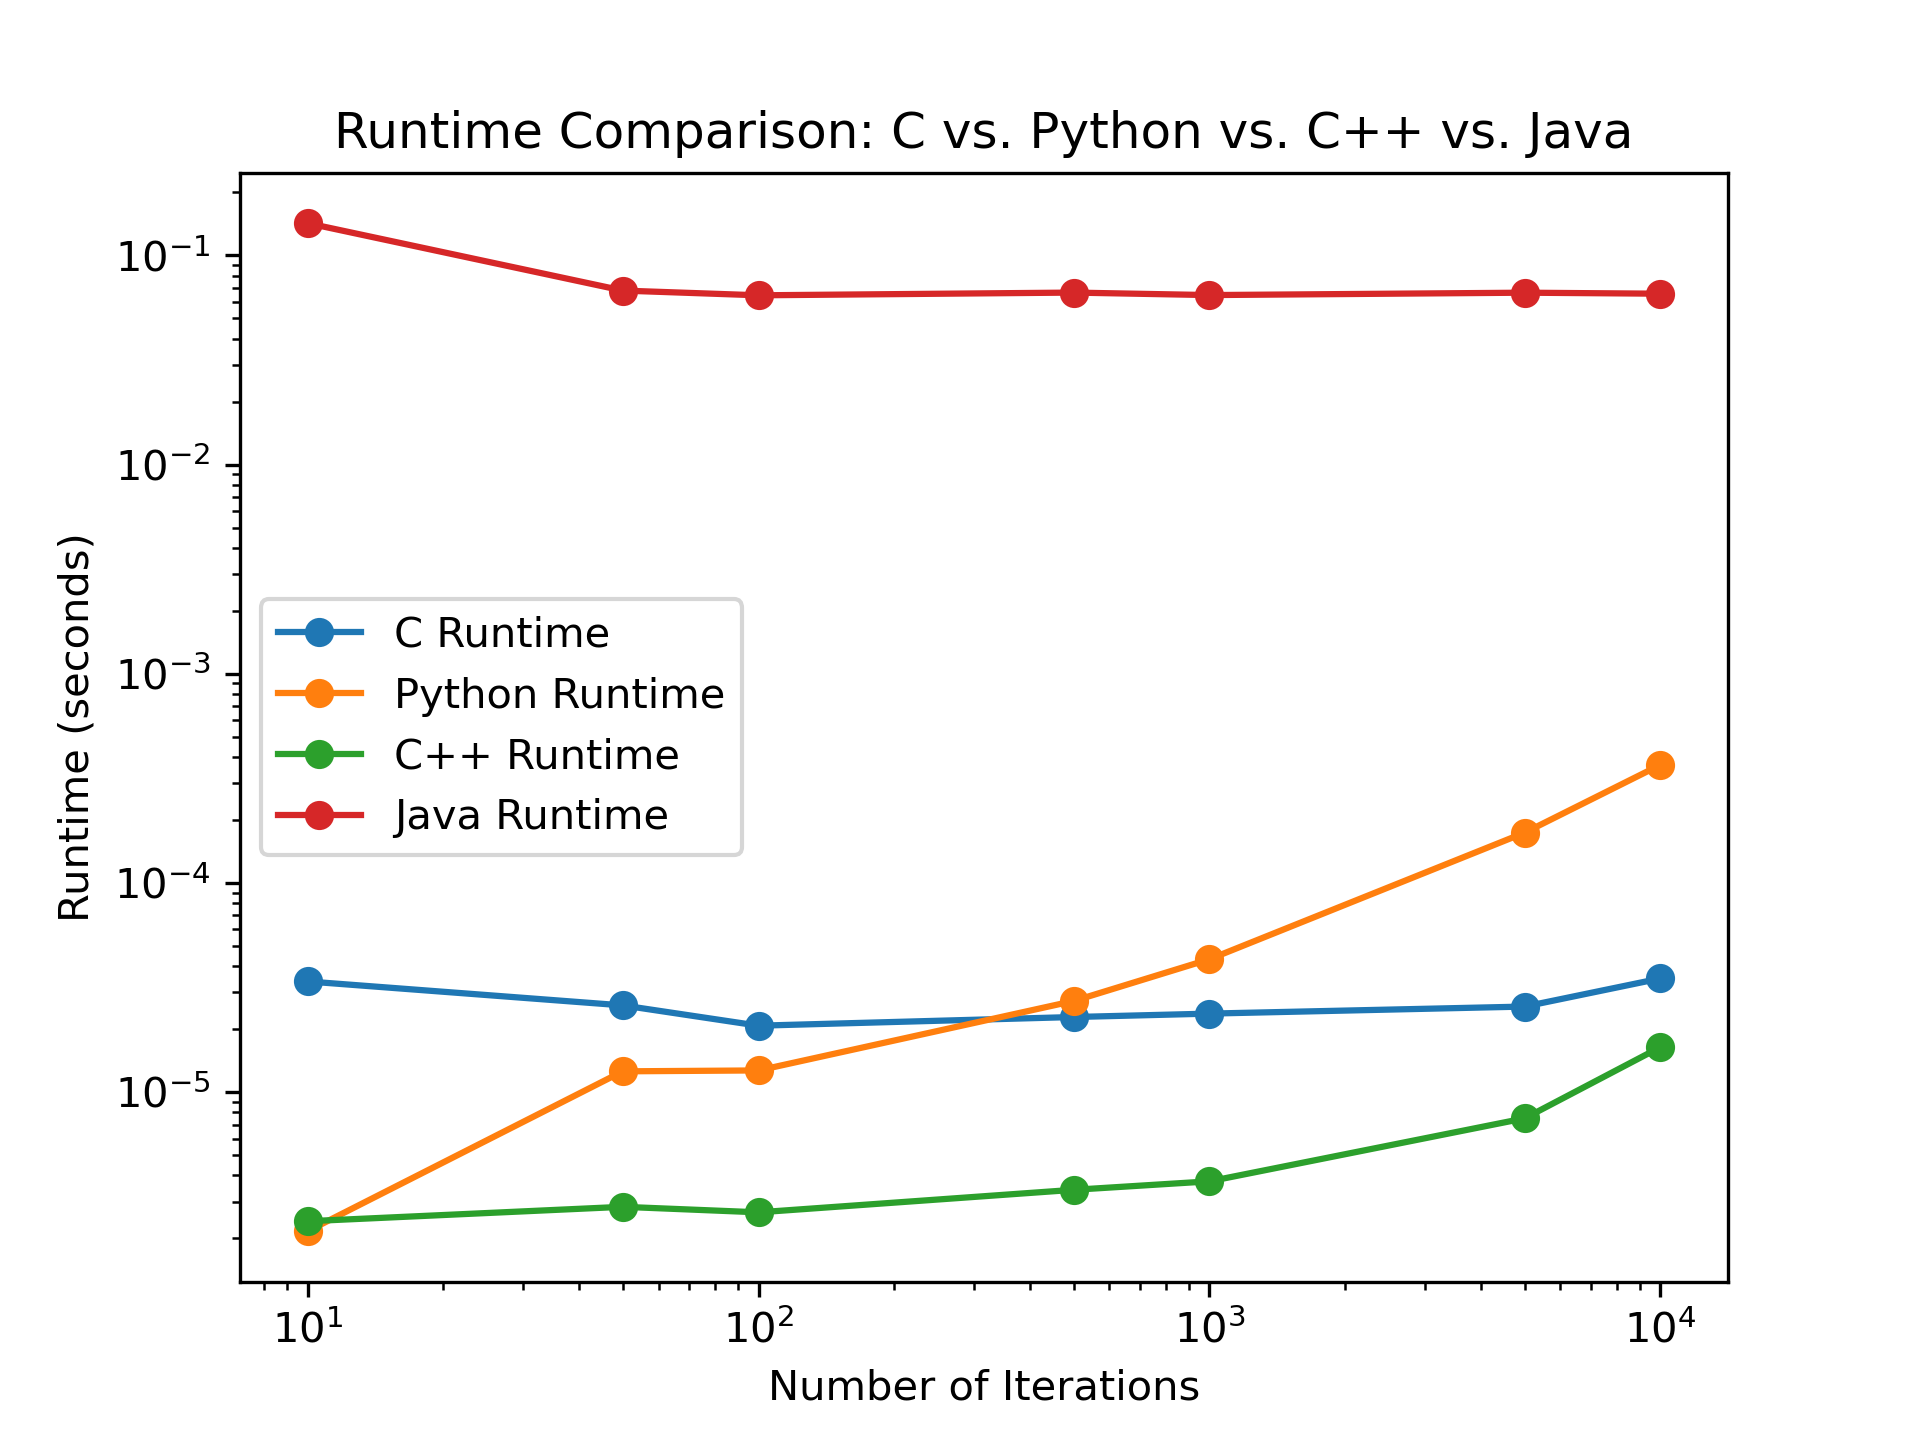 Runtime Comparison: C vs. Python vs. C++ vs. Java
Runtime (seconds)
10⁻¹
10⁻²
10⁻³
10⁻⁴
10⁻⁵
C Runtime
Python Runtime
C++ Runtime
Java Runtime
10¹ 10² 10³ 10⁴
Number of Iterations